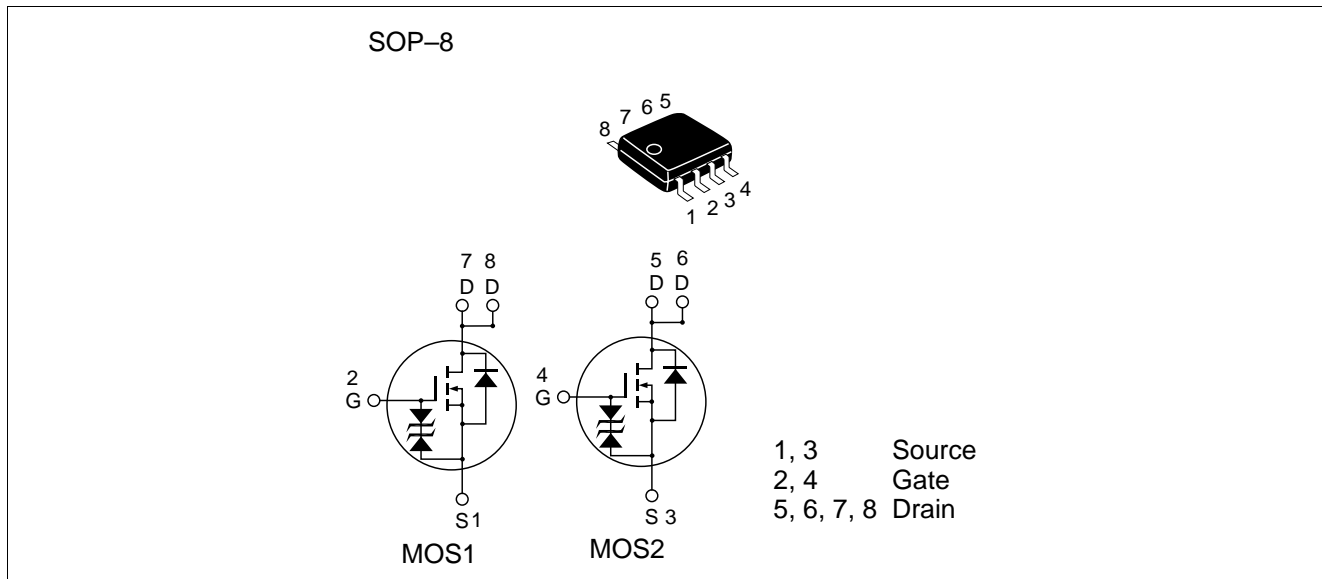 SOP–8
8 7 6 5
1 2 3 4
7 8
D D
5 6
D D
2
G
4
G
S1
S 3
MOS1
MOS2
1, 3 Source
2, 4 Gate
5, 6, 7, 8 Drain